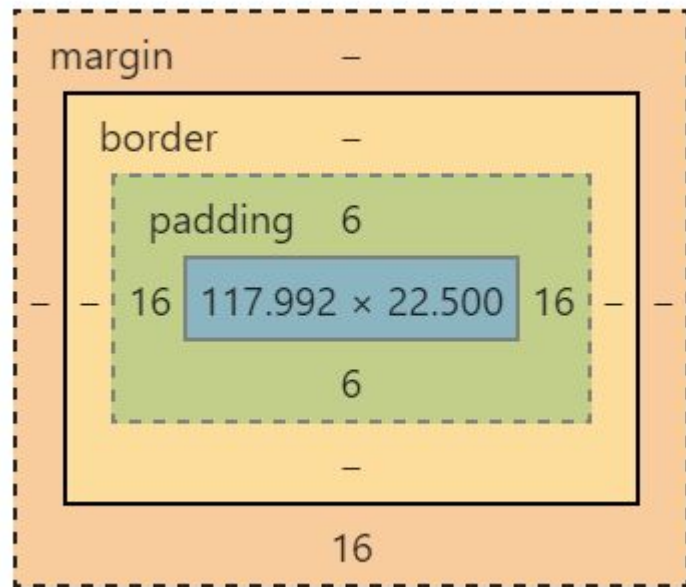 margin –
border –
padding 6
– – 16 117.992 × 22.500 16 – –
6
–
16